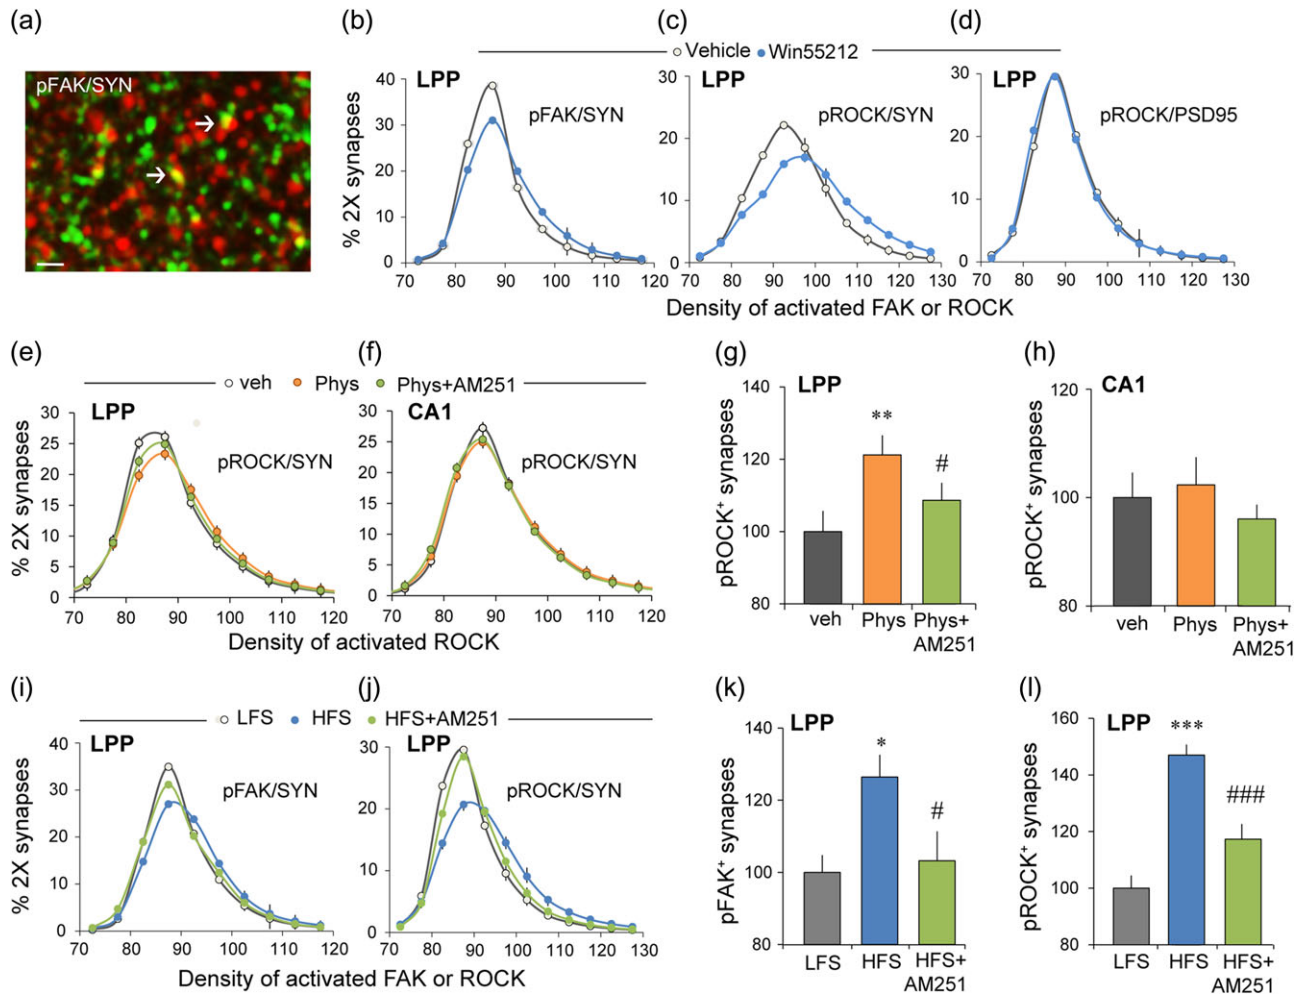 (a)
(b)
(c)
(d)
Vehicle Win55212
pFAK/SYN
LPP
pFAK/SYN
LPP
pROCK/SYN
LPP
pROCK/PSD95
% 2X synapses
40
30
20
10
0
70 80 90 100 110 120
30
20
10
0
70 80 90 100 110 120 130
30
20
10
0
70 80 90 100 110 120 130
Density of activated FAK or ROCK
(e)
(f)
(g)
(h)
veh Phys Phys+AM251
LPP
pROCK/SYN
CA1
pROCK/SYN
% 2X synapses
30
25
20
15
10
5
0
70 80 90 100 110 120
30
25
20
15
10
5
0
70 80 90 100 110 120
Density of activated ROCK
LPP
pROCK⁺ synapses
140
120
100
80
**
#
veh Phys Phys+
AM251
CA1
pROCK⁺ synapses
120
100
80
veh Phys Phys+
AM251
(i)
(j)
(k)
(l)
LFS HFS HFS+AM251
LPP
pFAK/SYN
LPP
pROCK/SYN
% 2X synapses
40
30
20
10
0
70 80 90 100 110 120
30
20
10
0
70 80 90 100 110 120 130
Density of activated FAK or ROCK
LPP
pFAK⁺ synapses
140
120
100
80
*
#
LFS HFS HFS+
AM251
LPP
pROCK⁺ synapses
160
140
120
100
80
***
###
LFS HFS HFS+
AM251